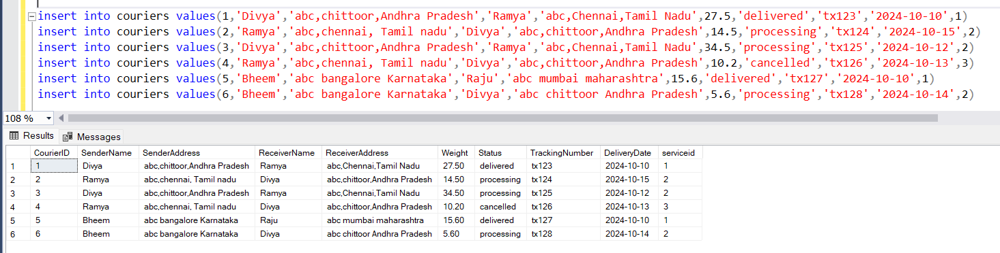 insert into couriers values(1,'Divya','abc,chittoor,Andhra Pradesh','Ramya','abc,Chennai,Tamil Nadu',27.5,'delivered','tx123','2024-10-10',1)
insert into couriers values(2,'Ramya','abc,chennai, Tamil nadu','Divya','abc,chittoor,Andhra Pradesh',14.5,'processing','tx124','2024-10-15',2)
insert into couriers values(3,'Divya','abc,chittoor,Andhra Pradesh','Ramya','abc,Chennai,Tamil Nadu',34.5,'processing','tx125','2024-10-12',2)
insert into couriers values(4,'Ramya','abc,chennai, Tamil nadu','Divya','abc,chittoor,Andhra Pradesh',10.2,'cancelled','tx126','2024-10-13',3)
insert into couriers values(5,'Bheem','abc bangalore Karnataka','Raju','abc mumbai maharashtra',15.6,'delivered','tx127','2024-10-10',1)
insert into couriers values(6,'Bheem','abc bangalore Karnataka','Divya','abc chittoor Andhra Pradesh',5.6,'processing','tx128','2024-10-14',2)
108 %
Results Messages
CourierID SenderName SenderAddress ReceiverName ReceiverAddress Weight Status TrackingNumber DeliveryDate serviceid
1 1 Divya abc,chittoor,Andhra Pradesh Ramya abc,Chennai,Tamil Nadu 27.50 delivered tx123 2024-10-10 1
2 2 Ramya abc,chennai, Tamil nadu Divya abc,chittoor,Andhra Pradesh 14.50 processing tx124 2024-10-15 2
3 3 Divya abc,chittoor,Andhra Pradesh Ramya abc,Chennai,Tamil Nadu 34.50 processing tx125 2024-10-12 2
4 4 Ramya abc,chennai, Tamil nadu Divya abc,chittoor,Andhra Pradesh 10.20 cancelled tx126 2024-10-13 3
5 5 Bheem abc bangalore Karnataka Raju abc mumbai maharashtra 15.60 delivered tx127 2024-10-10 1
6 6 Bheem abc bangalore Karnataka Divya abc chittoor Andhra Pradesh 5.60 processing tx128 2024-10-14 2